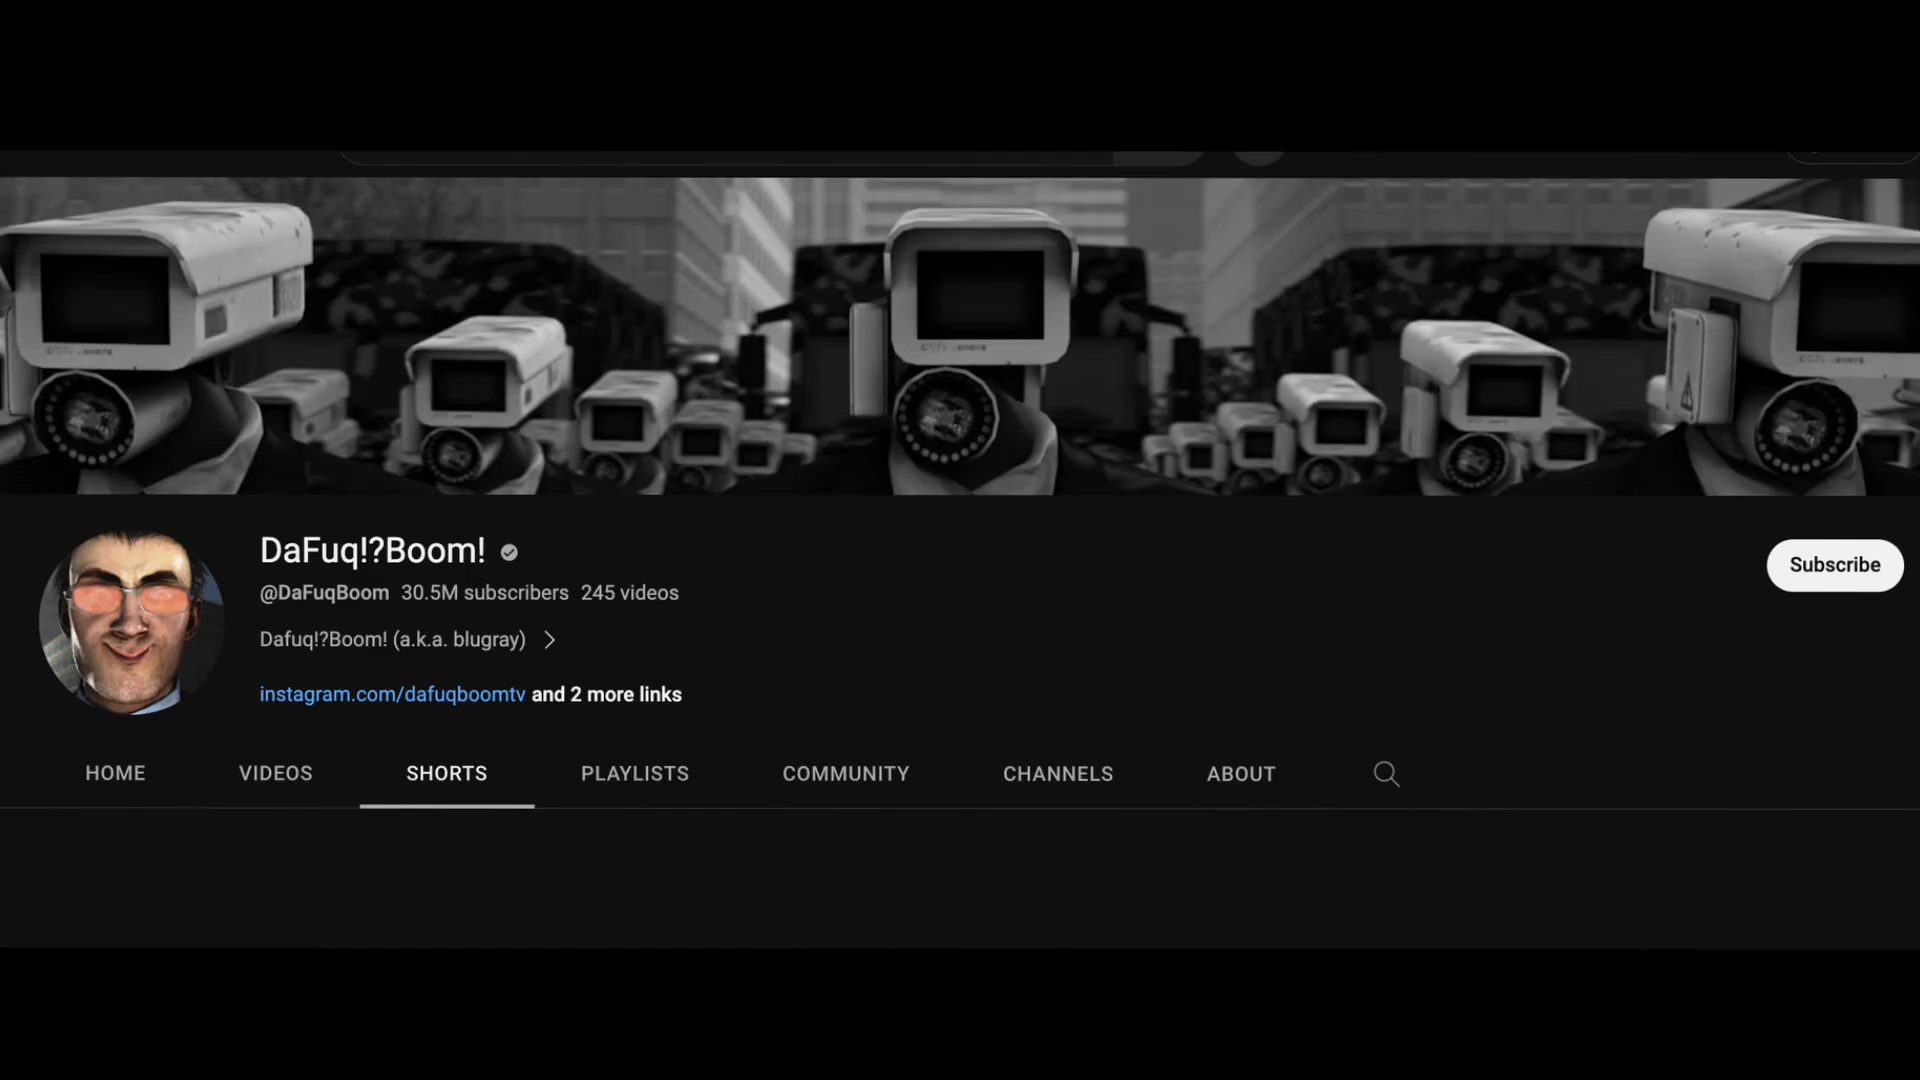 DaFuq!?Boom!
@DaFuqBoom 30.5M subscribers 245 videos
Dafuq!?Boom! (a.k.a. blugray)
instagram.com/dafuqboomtv and 2 more links
Subscribe
HOME VIDEOS SHORTS PLAYLISTS COMMUNITY CHANNELS ABOUT